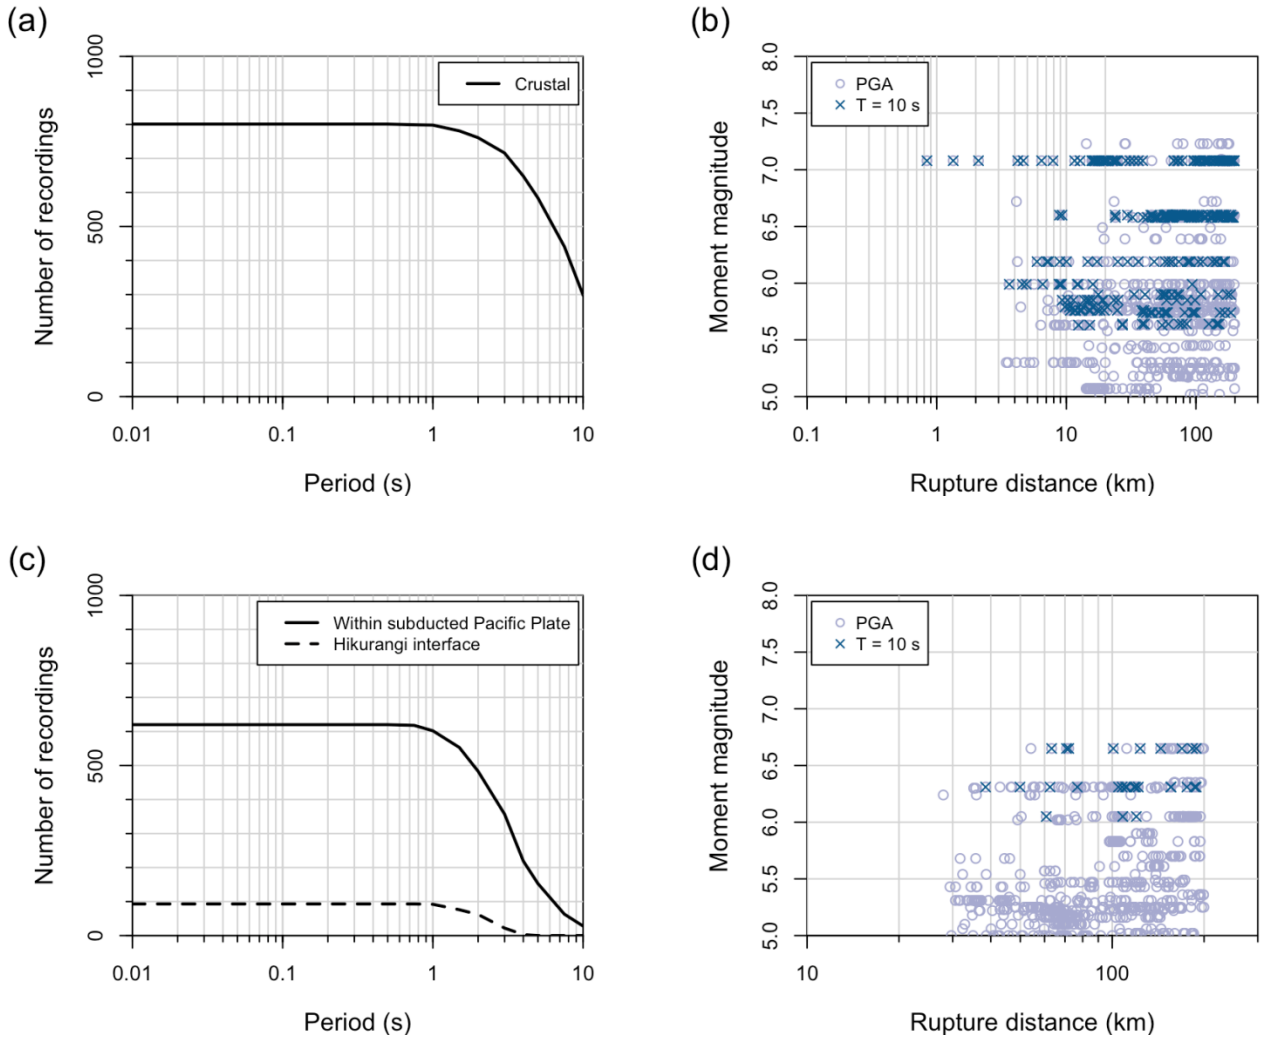 (a)
1000
500
0
Number of recordings
Crustal
0.01 0.1 1 10
Period (s)
(b)
8.0
7.5
7.0
6.5
6.0
5.5
5.0
Moment magnitude
PGA
T = 10 s
0.1 1 10 100
Rupture distance (km)
(c)
1000
500
0
Number of recordings
Within subducted Pacific Plate
Hikurangi interface
0.01 0.1 1 10
Period (s)
(d)
8.0
7.5
7.0
6.5
6.0
5.5
5.0
Moment magnitude
PGA
T = 10 s
10 100
Rupture distance (km)